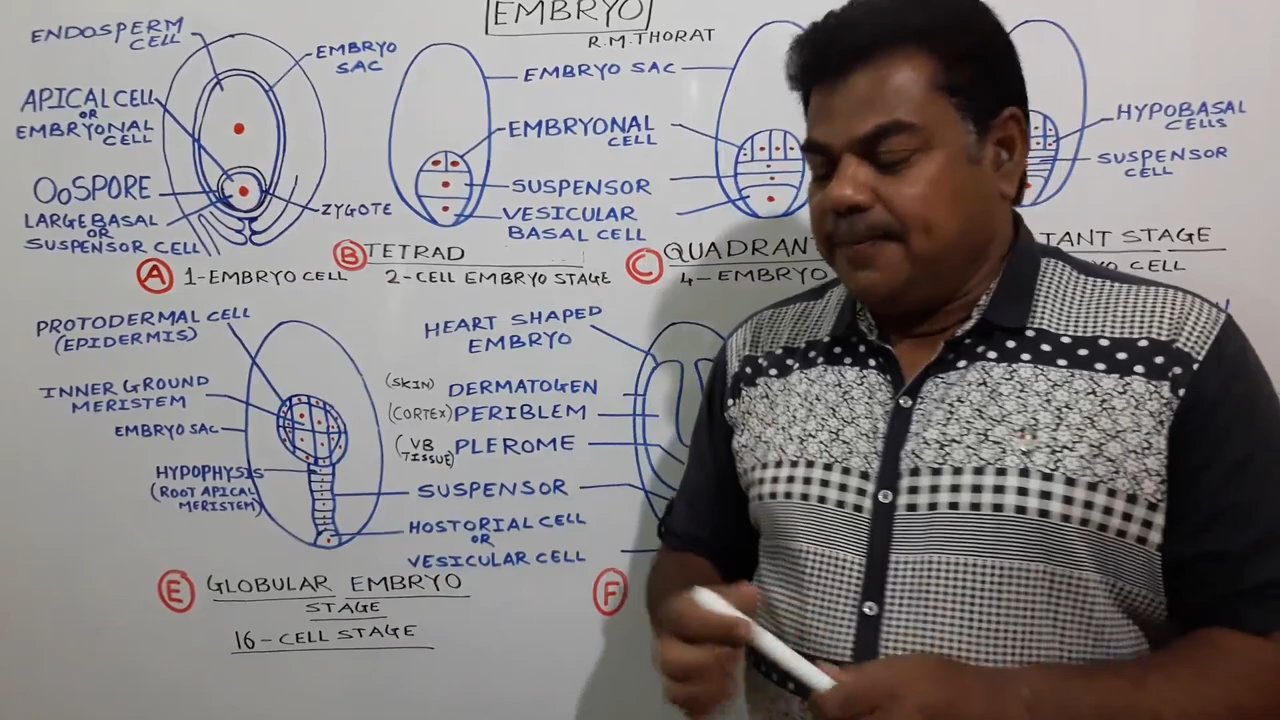 EMBRYO
R.M.THORAT
ENDOSPERM
CELL
EMBRYO
SAC
APICAL CELL
OR
EMBRYONAL
CELL
OoSPORE
LARGE BASAL
OR
SUSPENSOR CELL
ZYGOTE
A 1-EMBRYO CELL
EMBRYO SAC
EMBRYONAL
CELL
SUSPENSOR
VESICULAR
BASAL CELL
B TETRAD
2-CELL EMBRYO STAGE
C QUADRAN
4-EMBRYO
HYPOBASAL
CELLS
SUSPENSOR
CELL
TANT STAGE
CELL
PROTODERMAL CELL
(EPIDERMIS)
INNER GROUND
MERISTEM
EMBRYO SAC
HYPOPHYSIS
(ROOT APICAL
MERISTEM)
SUSPENSOR
HOSTORIAL CELL
OR
VESICULAR CELL
E GLOBULAR EMBRYO
STAGE
16-CELL STAGE
HEART SHAPED
EMBRYO
(SKIN) DERMATOGEN
(CORTEX) PERIBLEM
(VB TISSUE) PLEROME
F